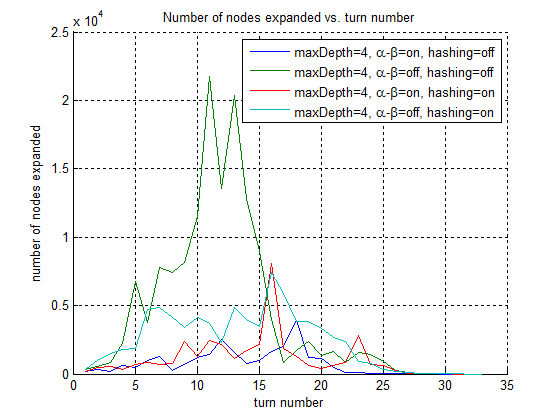 Number of nodes expanded vs. turn number
x 10^4
3
2.5
2
1.5
1
0.5
0
number of nodes expanded
maxDepth=4, α-β=on, hashing=off
maxDepth=4, α-β=off, hashing=off
maxDepth=4, α-β=on, hashing=on
maxDepth=4, α-β=off, hashing=on
0 5 10 15 20 25 30 35
turn number